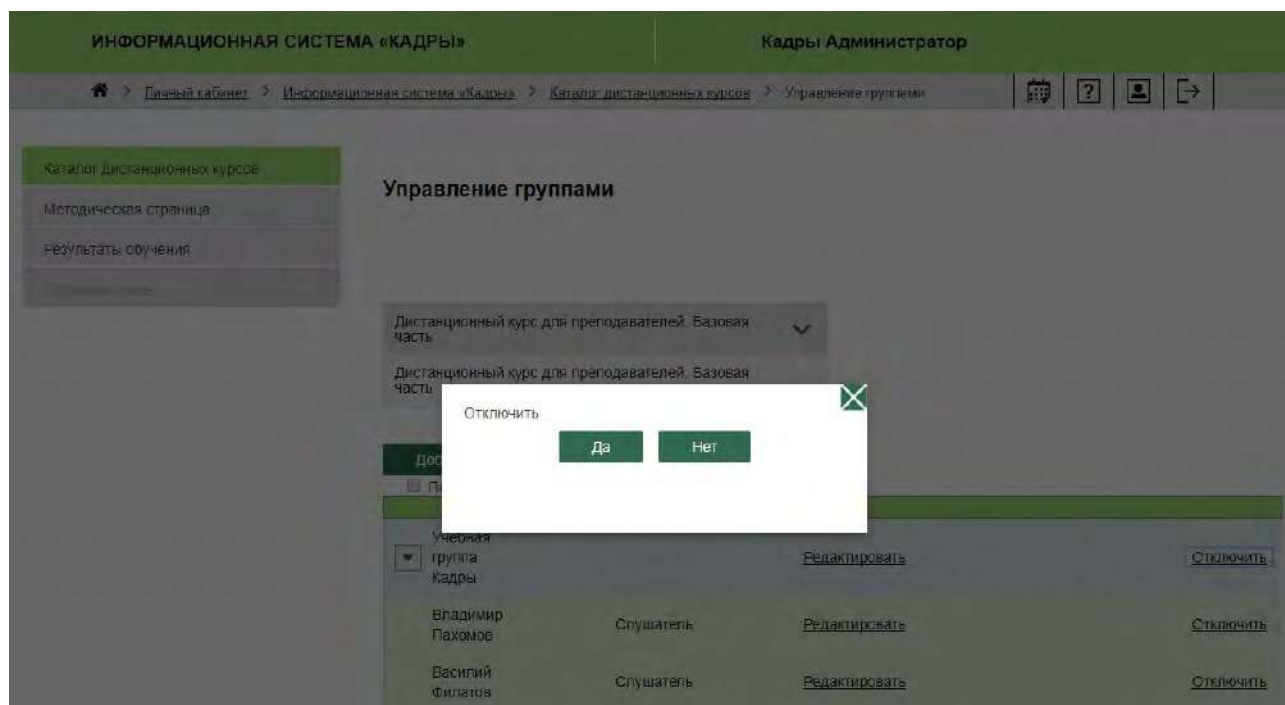 ИНФОРМАЦИОННАЯ СИСТЕМА «КАДРЫ»
Кадры Администратор
> Личный кабинет > Информационная система «Кадры» > Каталог дистанционных курсов > Управление группами
?
Каталог дистанционных курсов
Методическая страница
Результаты обучения
Управление группами
Дистанционный курс для преподавателей. Базовая
часть
Дистанционный курс для преподавателей. Базовая
часть
Отключить
Да
Нет
Учебная
группа
Кадры
Редактировать
Отключить
Владимир
Пахомов
Слушатель
Редактировать
Отключить
Василий
Филатов
Слушатель
Редактировать
Отключить